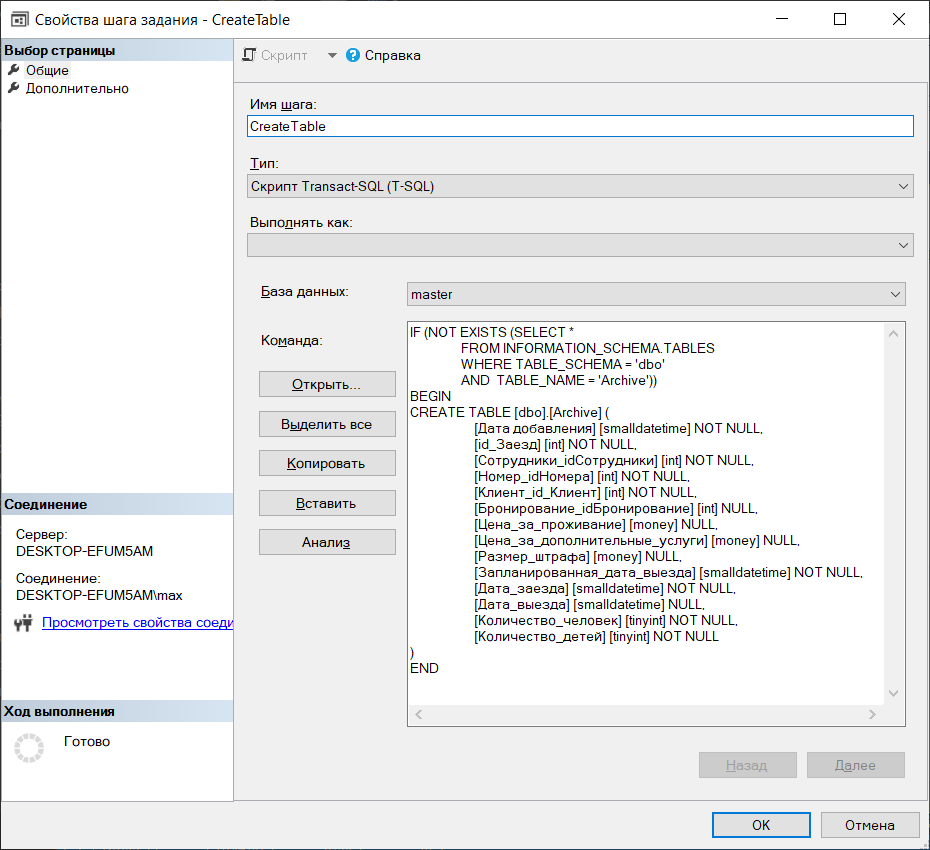 Свойства шага задания - CreateTable
Выбор страницы
Общие
Дополнительно
Скрипт
Справка
Имя шага:
CreateTable
Тип:
Скрипт Transact-SQL (T-SQL)
Выполнять как:
База данных:
master
Команда:
Открыть...
Выделить все
Копировать
Вставить
Анализ
IF (NOT EXISTS (SELECT *
FROM INFORMATION_SCHEMA.TABLES
WHERE TABLE_SCHEMA = 'dbo'
AND TABLE_NAME = 'Archive'))
BEGIN
CREATE TABLE [dbo].[Archive] (
[Дата добавления] [smalldatetime] NOT NULL,
[id_Заезд] [int] NOT NULL,
[Сотрудники_idСотрудники] [int] NOT NULL,
[Номер_idНомера] [int] NOT NULL,
[Клиент_id_Клиент] [int] NOT NULL,
[Бронирование_idБронирование] [int] NULL,
[Цена_за_проживание] [money] NULL,
[Цена_за_дополнительные_услуги] [money] NULL,
[Размер_штрафа] [money] NULL,
[Запланированная_дата_выезда] [smalldatetime] NOT NULL,
[Дата_заезда] [smalldatetime] NOT NULL,
[Дата_выезда] [smalldatetime] NULL,
[Количество_человек] [tinyint] NOT NULL,
[Количество_детей] [tinyint] NOT NULL
)
END
Соединение
Сервер:
DESKTOP-EFUM5AM
Соединение:
DESKTOP-EFUM5AM\max
Просмотреть свойства соеди
Ход выполнения
Готово
Назад
Далее
OK
Отмена